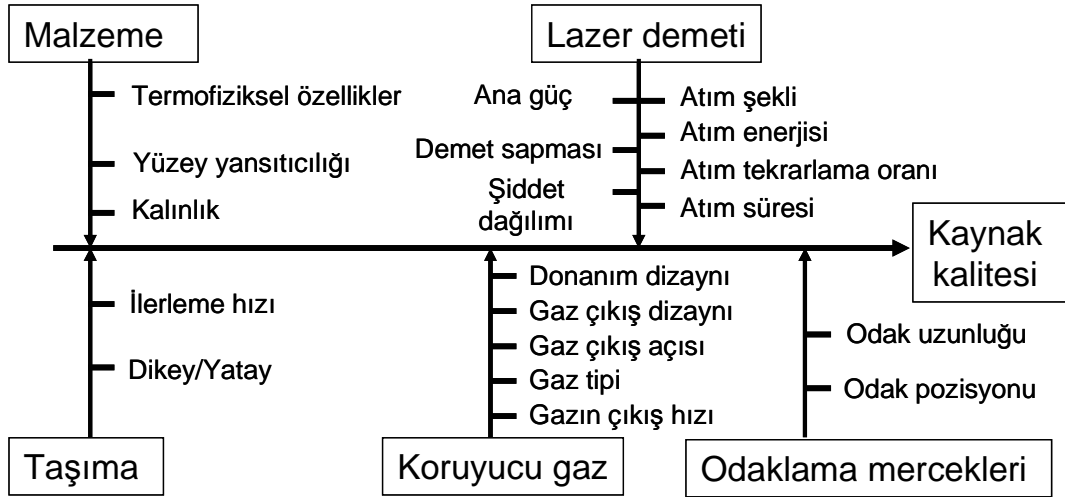 Malzeme
Termofiziksel özellikler
Yüzey yansıtıcılığı
Kalınlık
Lazer demeti
Ana güç
Demet sapması
Şiddet
dağılımı
Atım şekli
Atım enerjisi
Atım tekrarlama oranı
Atım süresi
Kaynak
kalitesi
İlerleme hızı
Dikey/Yatay
Taşıma
Donanım dizaynı
Gaz çıkış dizaynı
Gaz çıkış açısı
Gaz tipi
Gazın çıkış hızı
Koruyucu gaz
Odak uzunluğu
Odak pozisyonu
Odaklama mercekleri